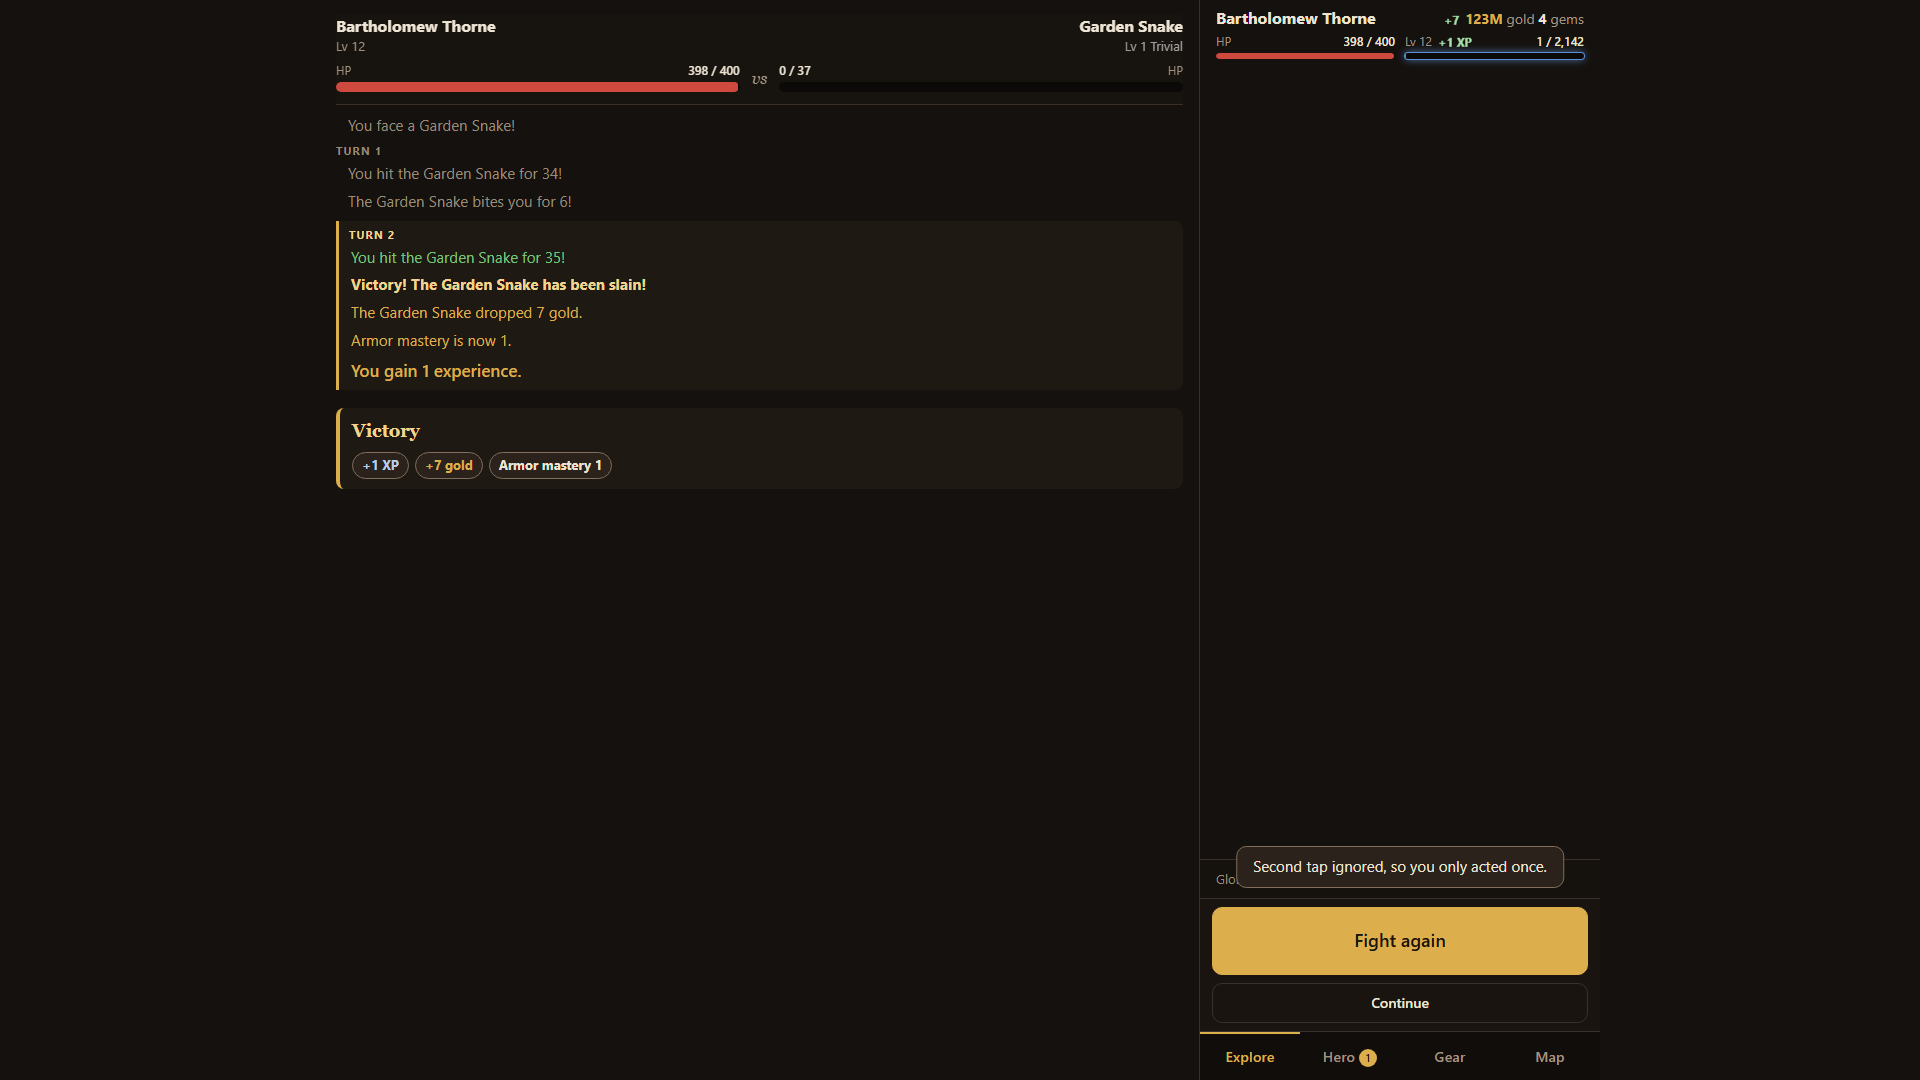 Bartholomew Thorne
Lv 12
HP 398 / 400
vs
Garden Snake
Lv 1 Trivial
0 / 37 HP
You face a Garden Snake!
TURN 1
You hit the Garden Snake for 34!
The Garden Snake bites you for 6!
TURN 2
You hit the Garden Snake for 35!
Victory! The Garden Snake has been slain!
The Garden Snake dropped 7 gold.
Armor mastery is now 1.
You gain 1 experience.
Victory
+1 XP +7 gold Armor mastery 1
Bartholomew Thorne +7 123M gold 4 gems
HP 398 / 400 Lv 12 +1 XP 1 / 2,142
Second tap ignored, so you only acted once.
Fight again
Continue
Explore Hero 1 Gear Map